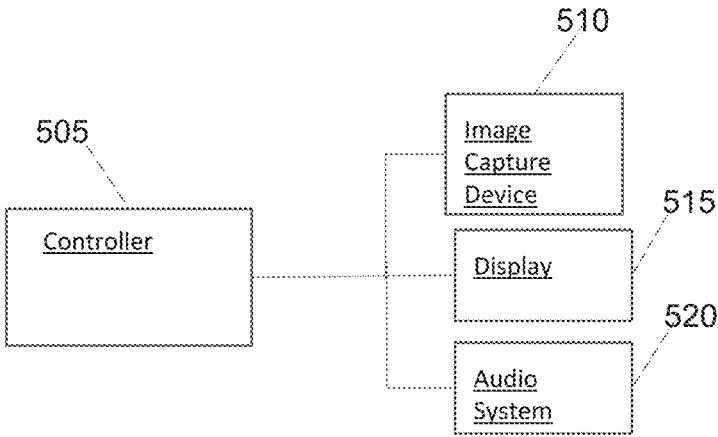 510
Image
Capture
Device
505
Controller
515
Display
520
Audio
System